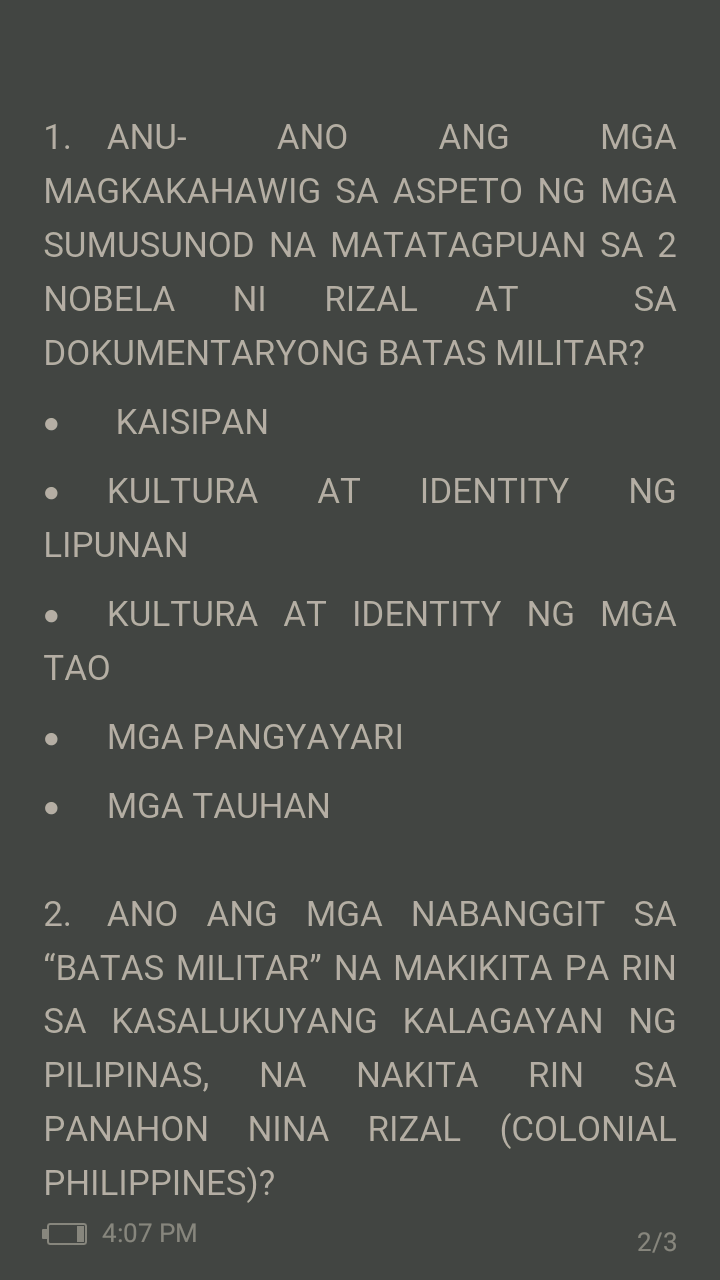 1. ANU- ANO ANG MGA
MAGKAKAHAWIG SA ASPETO NG MGA
SUMUSUNOD NA MATATAGPUAN SA 2
NOBELA NI RIZAL AT SA
DOKUMENTARYONG BATAS MILITAR?
● KAISIPAN
● KULTURA AT IDENTITY NG
LIPUNAN
● KULTURA AT IDENTITY NG MGA
TAO
● MGA PANGYAYARI
● MGA TAUHAN
2. ANO ANG MGA NABANGGIT SA
“BATAS MILITAR” NA MAKIKITA PA RIN
SA KASALUKUYANG KALAGAYAN NG
PILIPINAS, NA NAKITA RIN SA
PANAHON NINA RIZAL (COLONIAL
PHILIPPINES)?
4:07 PM
2/3